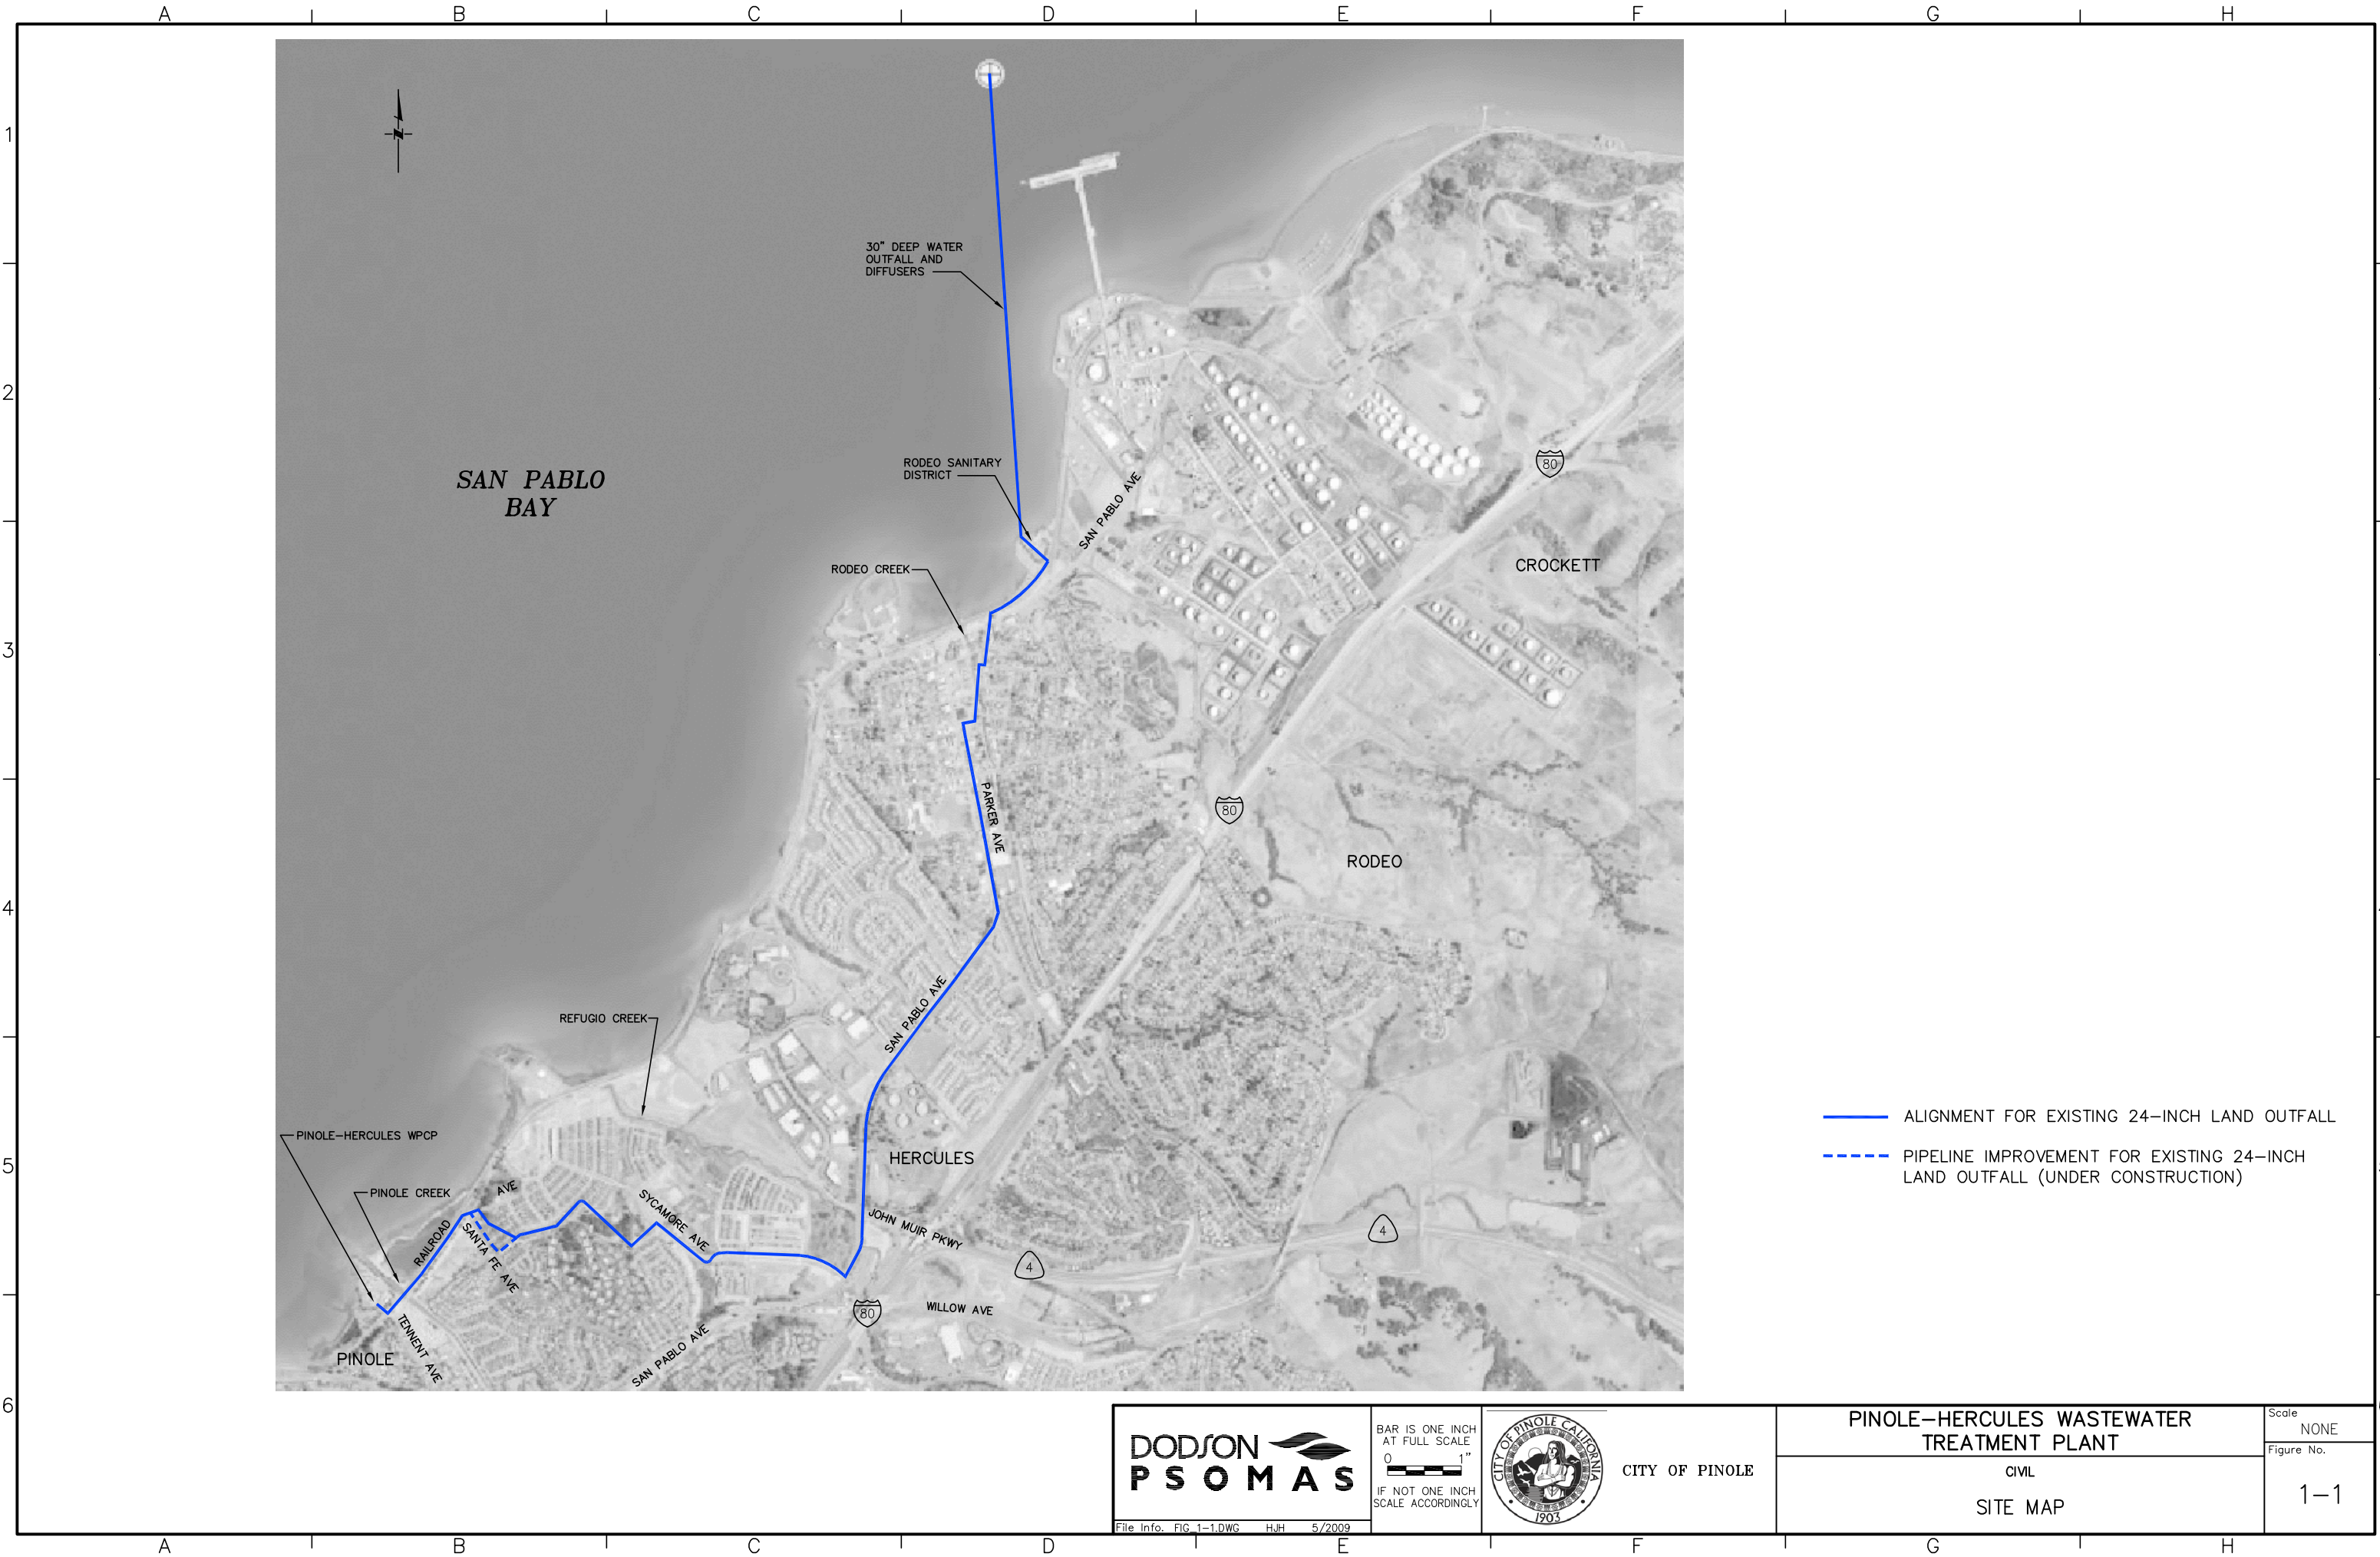 A B C D E F G H
1
2
3
4
5
6
30" DEEP WATER
OUTFALL AND
DIFFUSERS
SAN PABLO
BAY
RODEO SANITARY
DISTRICT
SAN PABLO AVE
80
RODEO CREEK
CROCKETT
PARKER AVE
80
RODEO
SAN PABLO AVE
REFUGIO CREEK
PINOLE-HERCULES WPCP
HERCULES
PINOLE CREEK
RAILROAD
AVE
SANTA FE AVE
SYCAMORE AVE
JOHN MUIR PKWY
4
4
80
WILLOW AVE
TENNENT AVE
SAN PABLO AVE
PINOLE
ALIGNMENT FOR EXISTING 24-INCH LAND OUTFALL
PIPELINE IMPROVEMENT FOR EXISTING 24-INCH
LAND OUTFALL (UNDER CONSTRUCTION)
DODSON
PSOMAS
File Info. FIG_1-1.DWG HJH 5/2009
BAR IS ONE INCH
AT FULL SCALE
0 1"
IF NOT ONE INCH
SCALE ACCORDINGLY
CITY OF PINOLE CALIFORNIA
1903
CITY OF PINOLE
PINOLE-HERCULES WASTEWATER
TREATMENT PLANT
CIVIL
SITE MAP
Scale
NONE
Figure No.
1-1
A B C D E F G H